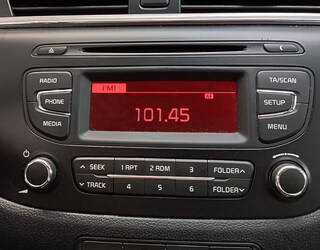 RADIO
FM1
AF
TA/SCAN
PHONE
101.45
SETUP
MEDIA
MENU
SEEK 1 RPT 2 RDM 3 FOLDER
TRACK 4 5 6 FOLDER